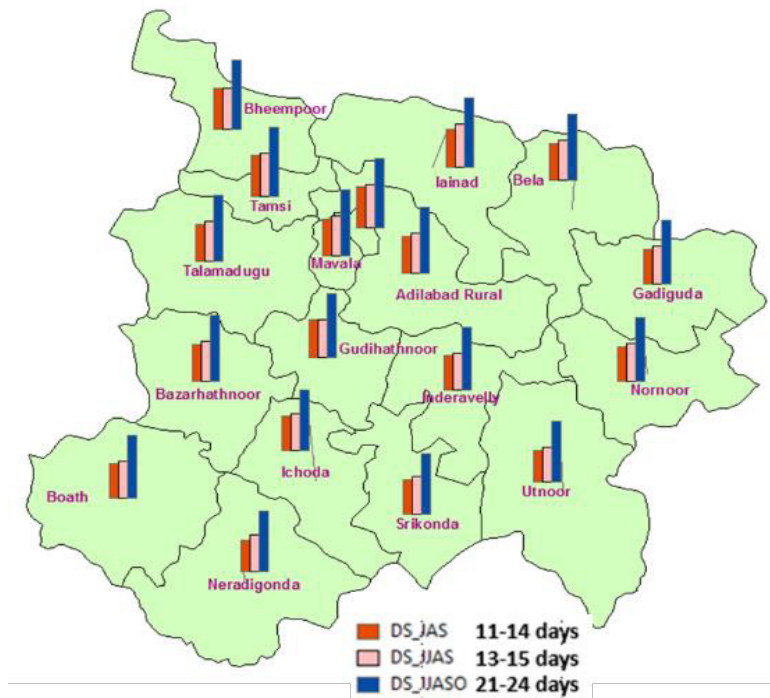 Bheempoor
Iainad
Bela
Tamsi
Talamadugu
Mavala
Adilabad Rural
Gadiguda
Gudihathnoor
Bazarhathnoor
Inderavelly
Nornoor
Ichoda
Boath
Utnoor
Srikonda
Neradigonda
DS_JAS 11-14 days
DS_JJAS 13-15 days
DS_JJASO 21-24 days